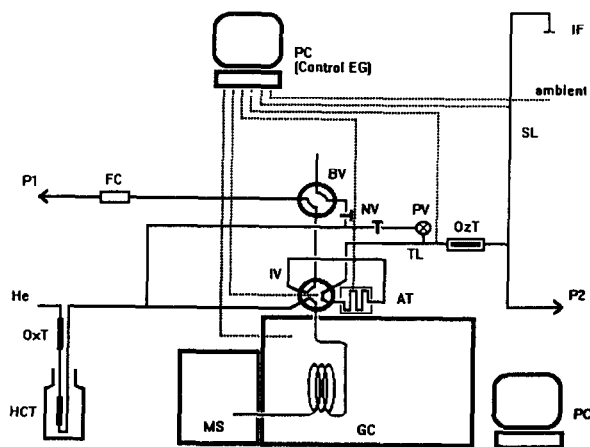 PC
(Control EG)
IF
ambient
SL
BV
P1
FC
NV
PV
OzT
TL
IV
He
AT
P2
OxT
HCT
MS
GC
PC